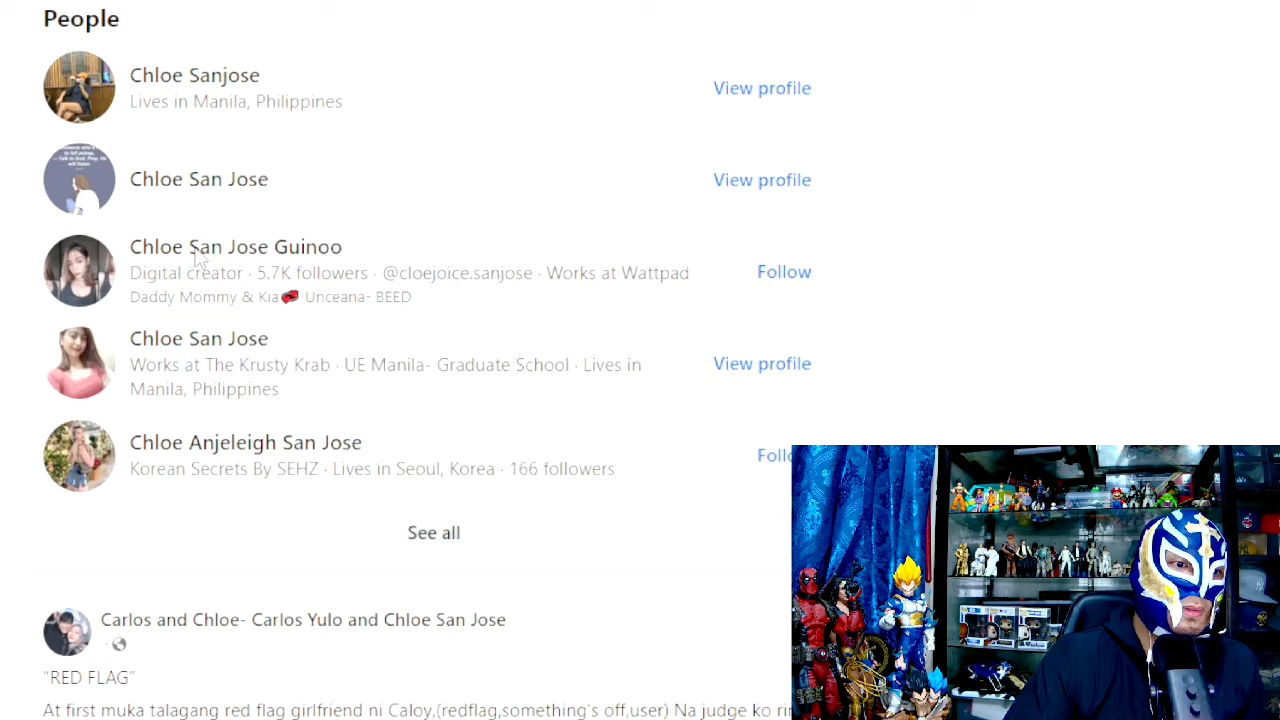 People
Chloe Sanjose
Lives in Manila, Philippines
View profile
Chloe San Jose
View profile
Chloe San Jose Guinoo
Digital creator · 5.7K followers · @cloejoice.sanjose · Works at Wattpad
Daddy Mommy & Kia Unceana- BEED
Follow
Chloe San Jose
Works at The Krusty Krab · UE Manila- Graduate School · Lives in
Manila, Philippines
View profile
Chloe Anjeleigh San Jose
Korean Secrets By SEHZ · Lives in Seoul, Korea · 166 followers
See all
Carlos and Chloe- Carlos Yulo and Chloe San Jose
"RED FLAG"
At first muka talagang red flag girlfriend ni Caloy,(redflag,something's off,user) Na judge ko